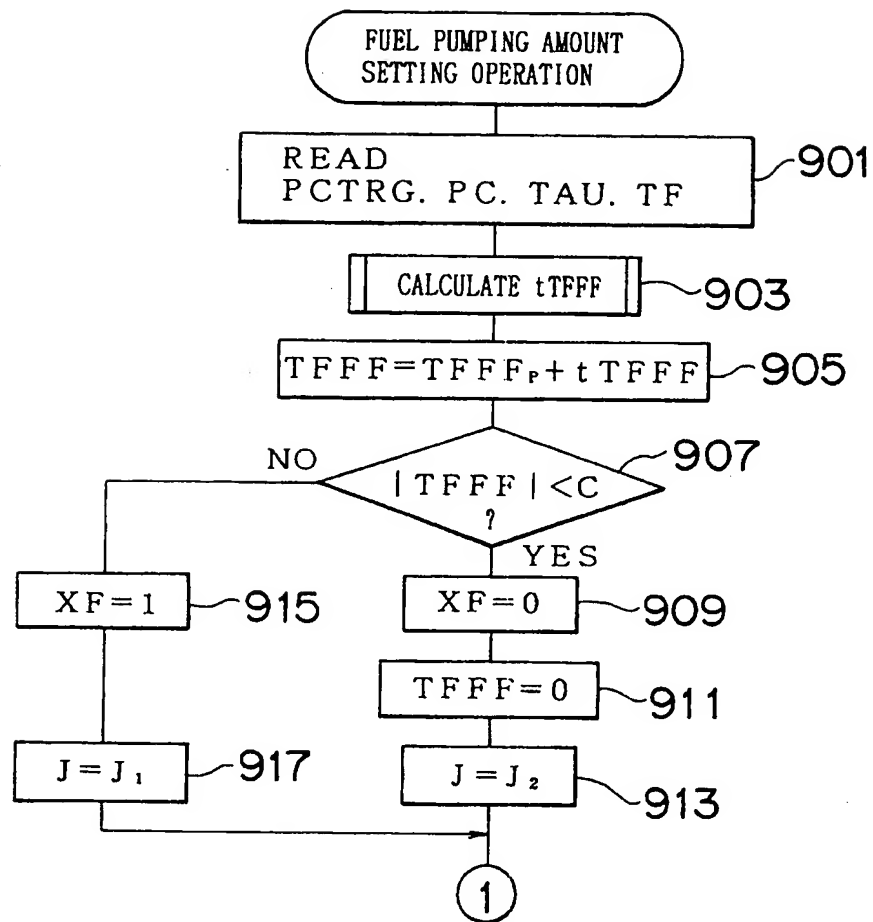 FUEL PUMPING AMOUNT
SETTING OPERATION
READ
PCTRG. PC. TAU. TF
901
CALCULATE tTFFF
903
TFFF=TFFFP+tTFFF
905
907
NO
|TFFF|<C
?
YES
XF=1
915
XF=0
909
TFFF=0
911
J=J1
917
J=J2
913
1